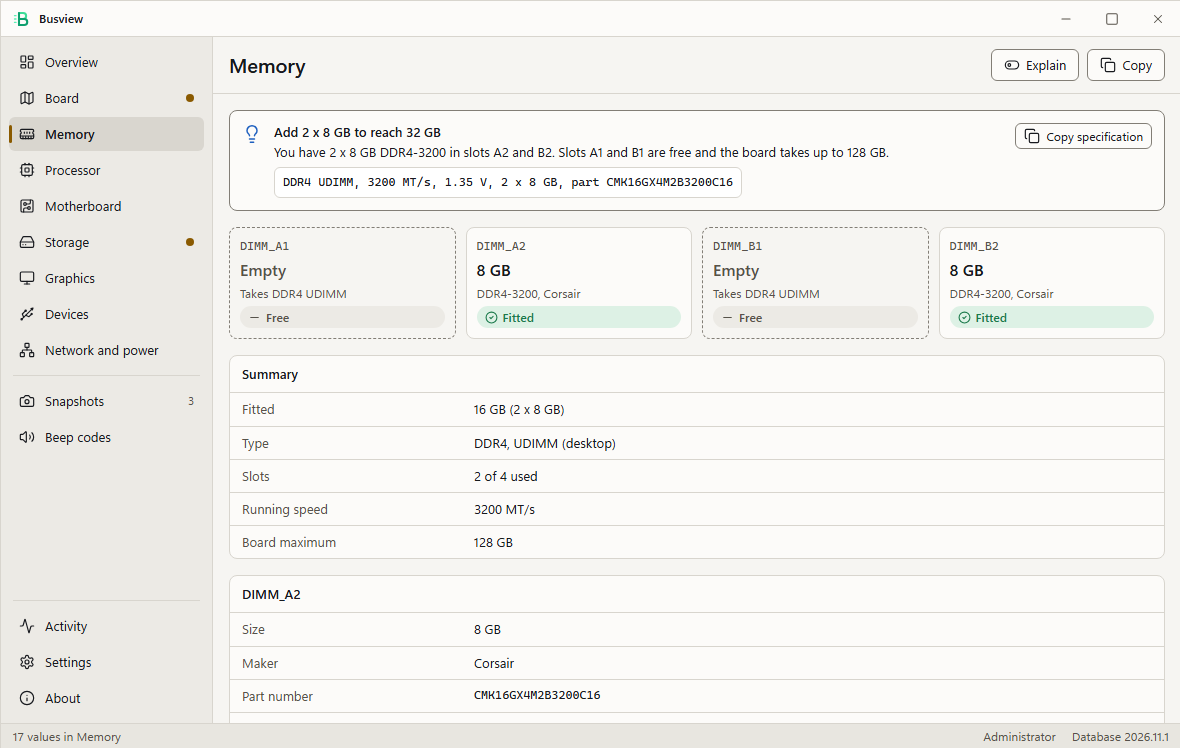 Busview
Overview
Board
Memory
Processor
Motherboard
Storage
Graphics
Devices
Network and power
Snapshots 3
Beep codes
Activity
Settings
About
Memory
Explain
Copy
Add 2 x 8 GB to reach 32 GB
You have 2 x 8 GB DDR4-3200 in slots A2 and B2. Slots A1 and B1 are free and the board takes up to 128 GB.
DDR4 UDIMM, 3200 MT/s, 1.35 V, 2 x 8 GB, part CMK16GX4M2B3200C16
Copy specification
DIMM_A1
Empty
Takes DDR4 UDIMM
Free
DIMM_A2
8 GB
DDR4-3200, Corsair
Fitted
DIMM_B1
Empty
Takes DDR4 UDIMM
Free
DIMM_B2
8 GB
DDR4-3200, Corsair
Fitted
Summary
Fitted 16 GB (2 x 8 GB)
Type DDR4, UDIMM (desktop)
Slots 2 of 4 used
Running speed 3200 MT/s
Board maximum 128 GB
DIMM_A2
Size 8 GB
Maker Corsair
Part number CMK16GX4M2B3200C16
17 values in Memory
Administrator
Database 2026.11.1